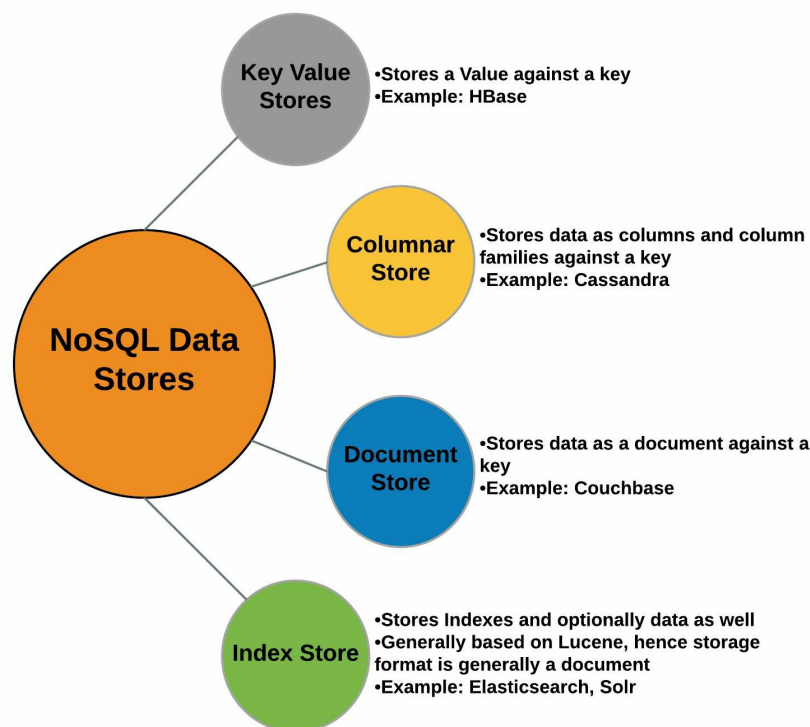 Key Value
Stores
•Stores a Value against a key
•Example: HBase
Columnar
Store
•Stores data as columns and column
families against a key
•Example: Cassandra
NoSQL Data
Stores
Document
Store
•Stores data as a document against a
key
•Example: Couchbase
Index Store
•Stores Indexes and optionally data as well
•Generally based on Lucene, hence storage
format is generally a document
•Example: Elasticsearch, Solr